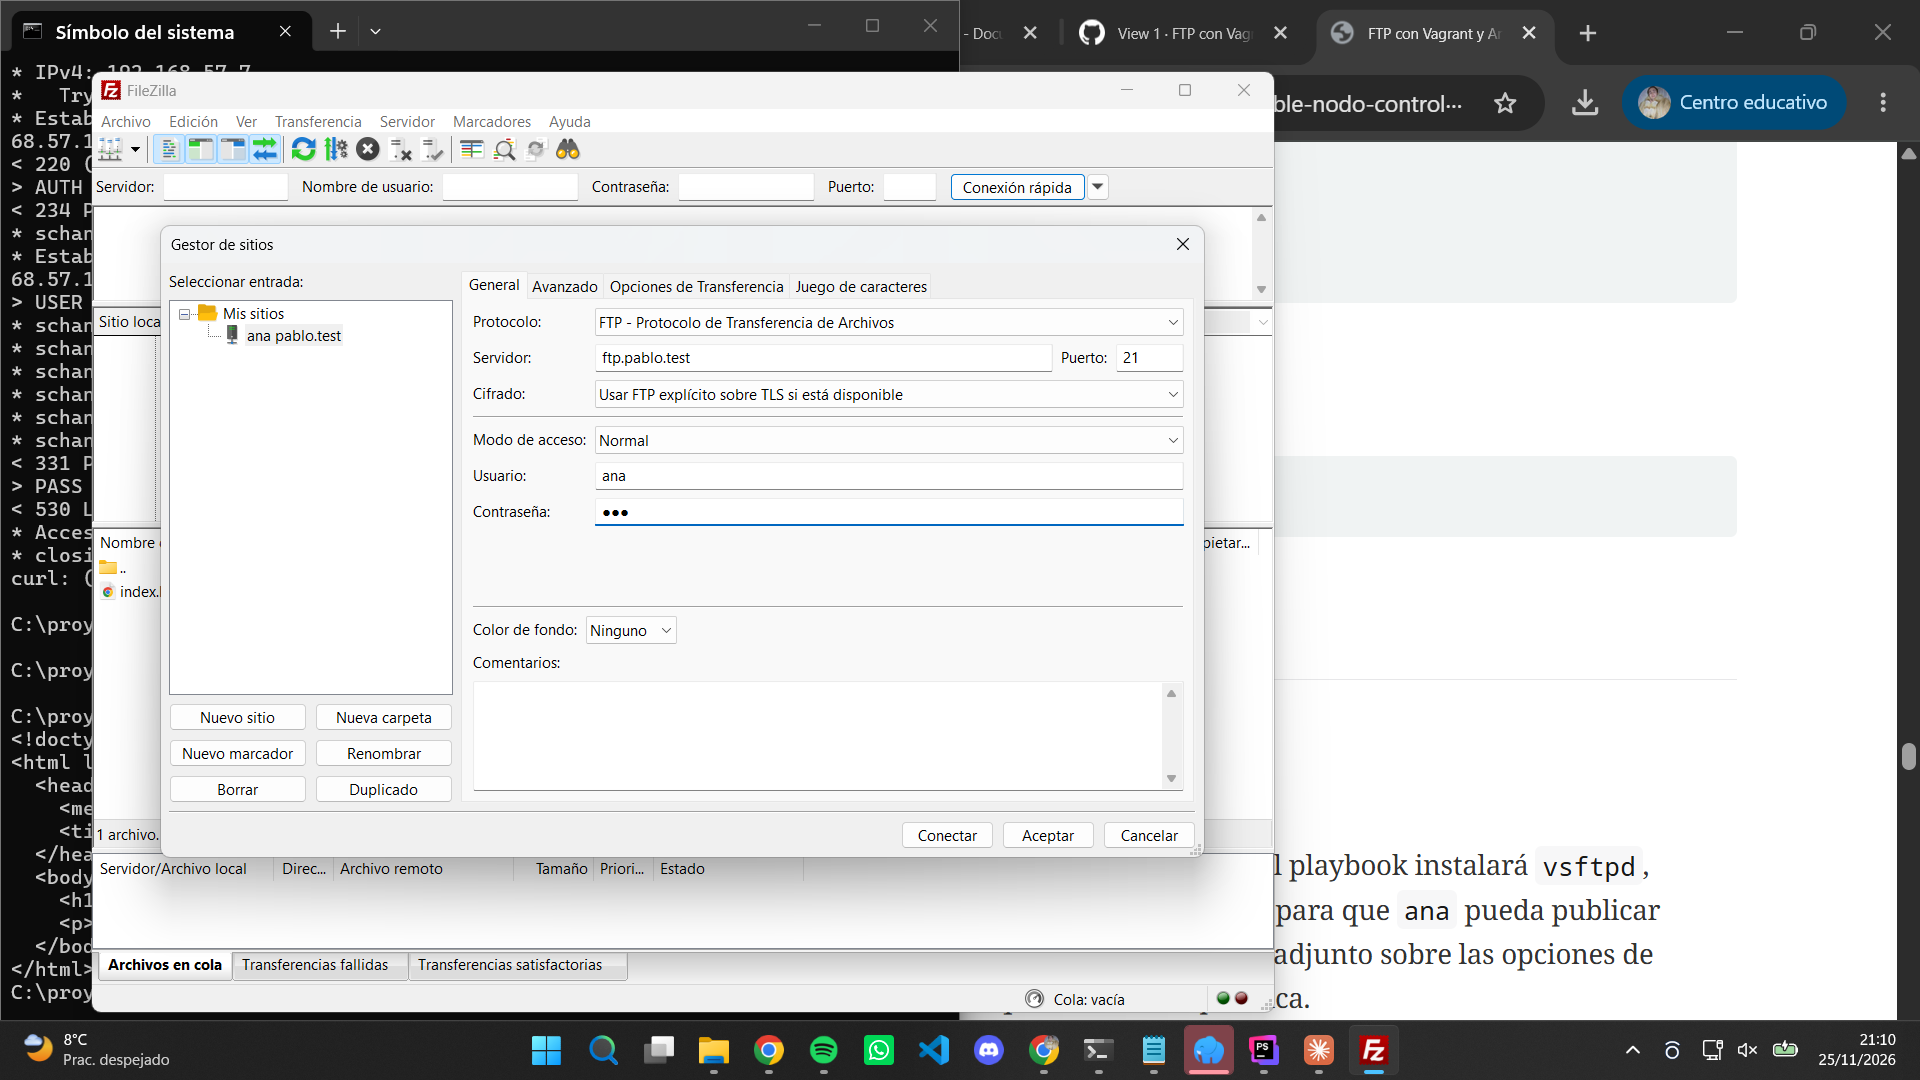 Símbolo del sistema
- Docu
View 1 · FTP con Vagr
FTP con Vagrant y Ar
ble-nodo-control···
Centro educativo
* IPv4: 192.168.57.7
* Try
* Estab
68.57.1
< 220 (
> AUTH
< 234 P
* schan
* Estab
68.57.1
> USER
* schan
* schan
* schan
* schan
* schan
* schan
< 331 P
> PASS
< 530 L
* Acces
* closi
curl: (
C:\proy
C:\proy
C:\proy
<!docty
<html l
<head
<me
<ti
</hea
<body
<h1
<p>
</bod
</html>
C:\proy
FileZilla
Archivo Edición Ver Transferencia Servidor Marcadores Ayuda
Servidor: Nombre de usuario: Contraseña: Puerto: Conexión rápida
Sitio loca
Nombre
..
index.
1 archivo.
pietar...
Gestor de sitios
Seleccionar entrada:
Mis sitios
ana pablo.test
Nuevo sitio Nueva carpeta
Nuevo marcador Renombrar
Borrar Duplicado
General Avanzado Opciones de Transferencia Juego de caracteres
Protocolo: FTP - Protocolo de Transferencia de Archivos
Servidor: ftp.pablo.test Puerto: 21
Cifrado: Usar FTP explícito sobre TLS si está disponible
Modo de acceso: Normal
Usuario: ana
Contraseña: ●●●
Color de fondo: Ninguno
Comentarios:
Conectar Aceptar Cancelar
Servidor/Archivo local Direc... Archivo remoto Tamaño Priori... Estado
Archivos en cola Transferencias fallidas Transferencias satisfactorias
Cola: vacía
l playbook instalará vsftpd,
para que ana pueda publicar
adjunto sobre las opciones de
ca.
8°C
Prac. despejado
21:10
25/11/2026